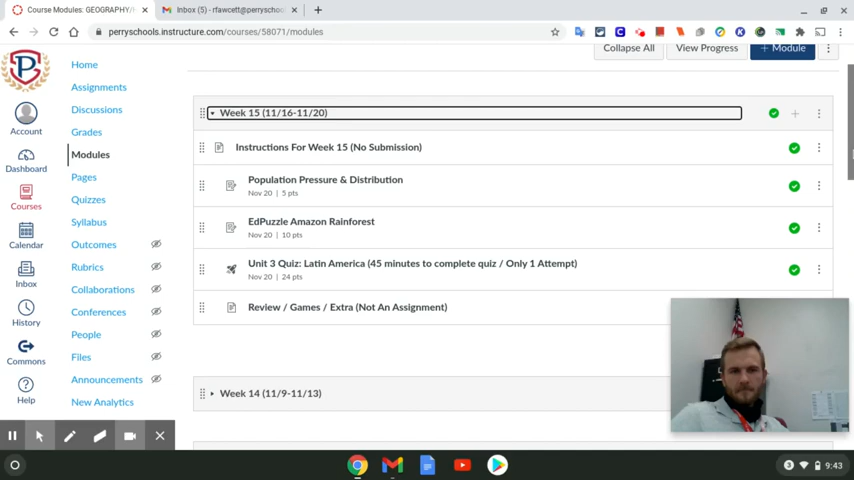 Course Modules: GEOGRAPHY/H
Inbox (5) - rfawcett@perryschoo
perryschools.instructure.com/courses/58071/modules
Collapse All
View Progress
+ Module
Home
Assignments
Discussions
Grades
Modules
Pages
Quizzes
Syllabus
Outcomes
Rubrics
Collaborations
Conferences
People
Files
Announcements
New Analytics
Account
Dashboard
Courses
Calendar
Inbox
History
Commons
Help
Week 15 (11/16-11/20)
Instructions For Week 15 (No Submission)
Population Pressure & Distribution
Nov 20 | 5 pts
EdPuzzle Amazon Rainforest
Nov 20 | 10 pts
Unit 3 Quiz: Latin America (45 minutes to complete quiz / Only 1 Attempt)
Nov 20 | 24 pts
Review / Games / Extra (Not An Assignment)
Week 14 (11/9-11/13)
3
9:43